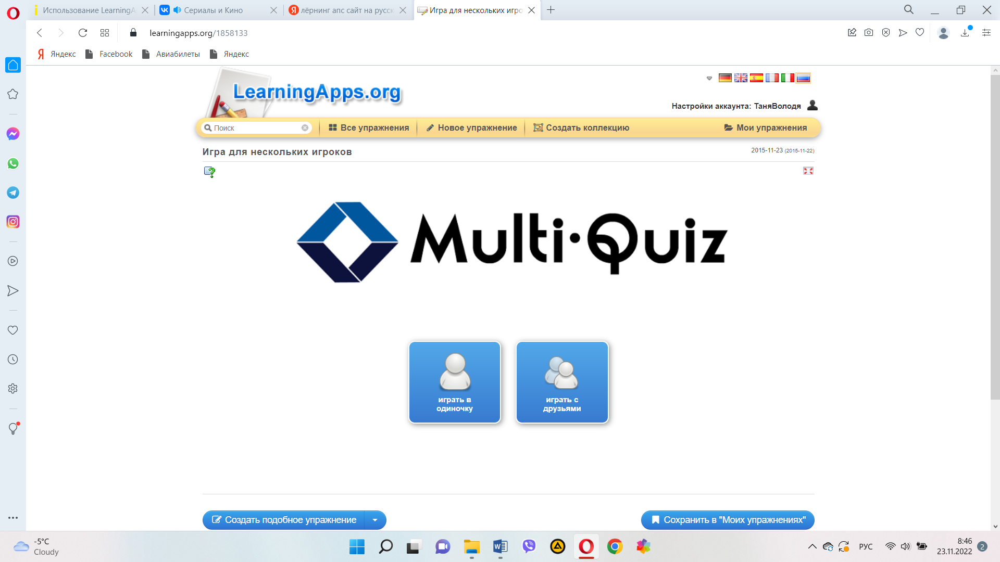 Использование LearningA
Сериалы и Кино
лёрнинг апс сайт на русск
Игра для нескольких игро
learningapps.org/1858133
Яндекс
Facebook
Авиабилеты
Яндекс
LearningApps.org
Настройки аккаунта: ТаняВолодя
Поиск
Все упражнения
Новое упражнение
Создать коллекцию
Мои упражнения
Игра для нескольких игроков
2015-11-23 (2015-11-22)
Multi·Quiz
играть в
одиночку
играть с
друзьями
Создать подобное упражнение
Сохранить в "Моих упражнениях"
-5°C
Cloudy
РУС
8:46
23.11.2022
2